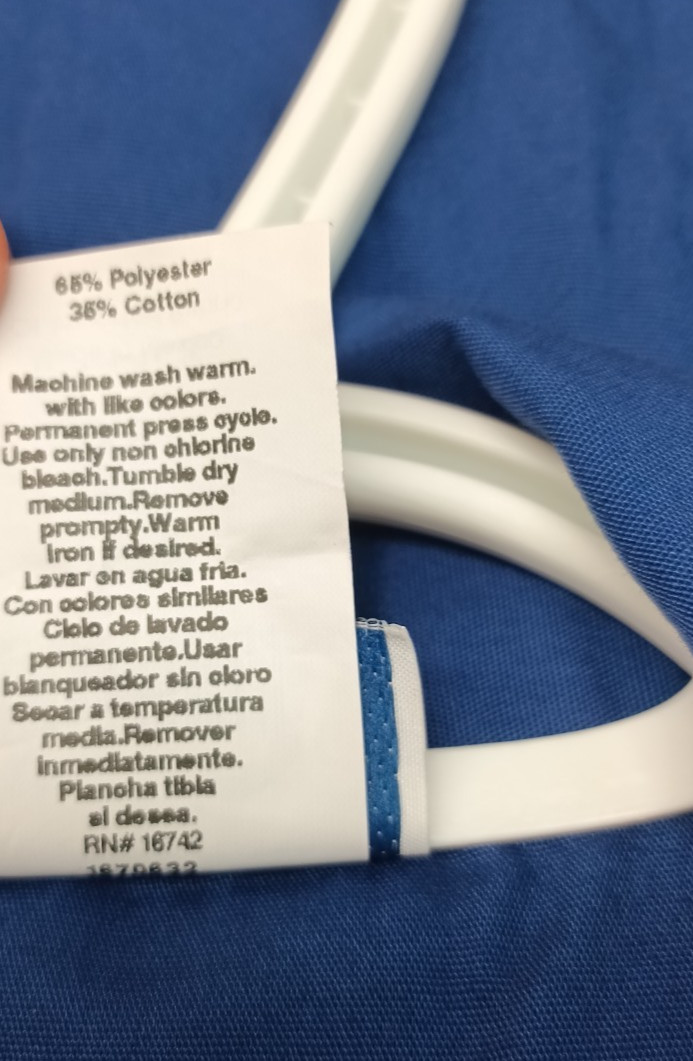 65% Polyester
35% Cotton
Machine wash warm.
with like colors.
Permanent press cycle.
Use only non chlorine
bleach.Tumble dry
medium.Remove
prompty.Warm
Iron if desired.
Lavar en agua fria.
Con colores similares
Ciclo de lavado
permanente.Usar
blanqueador sin cloro
Secar a temperatura
media.Remover
inmediatamente.
Plancha tibia
si desea.
RN# 16742